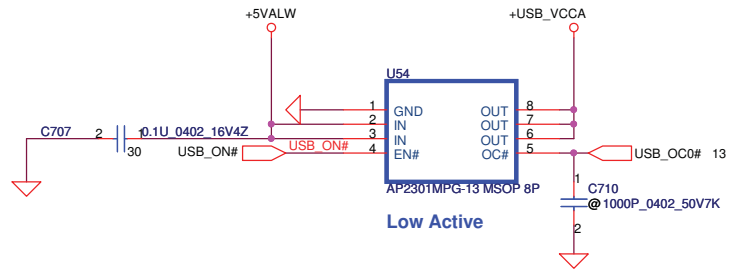 +5VALW
+USB_VCCA
U54
1 GND OUT 8
2 IN OUT 7
3 IN OUT 6
4 EN# OC# 5
C707 2 1 0.1U_0402_16V4Z
30
USB_ON# USB_ON#
USB_OC0# 13
AP2301MPG-13 MSOP 8P
Low Active
1
C710
@ 1000P_0402_50V7K
2